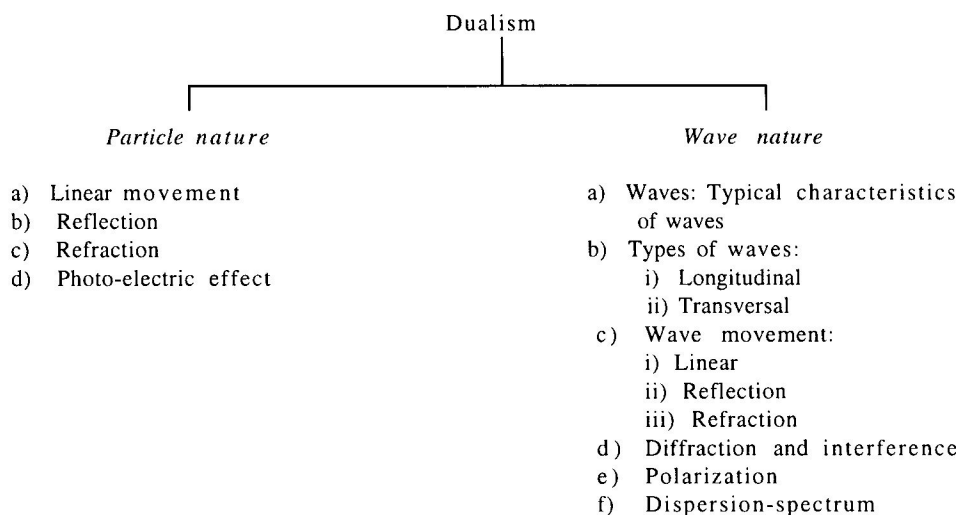 Dualism
Particle nature
a) Linear movement
b) Reflection
c) Refraction
d) Photo-electric effect
Wave nature
a) Waves: Typical characteristics
of waves
b) Types of waves:
i) Longitudinal
ii) Transversal
c) Wave movement:
i) Linear
ii) Reflection
iii) Refraction
d) Diffraction and interference
e) Polarization
f) Dispersion-spectrum